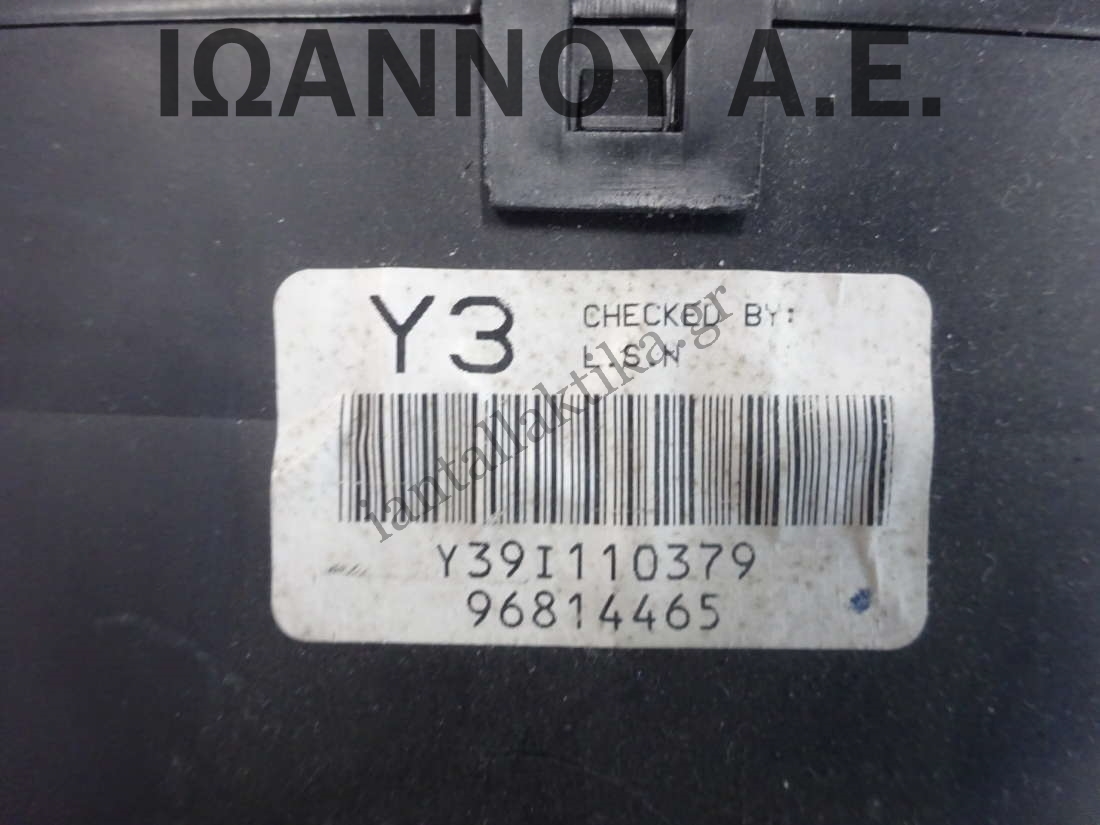 ΙΩΑΝΝΟΥ Α.Ε.
Y3
CHECKED BY:
L.S.N
iantallaktika.gr
Y39I110379
96814465